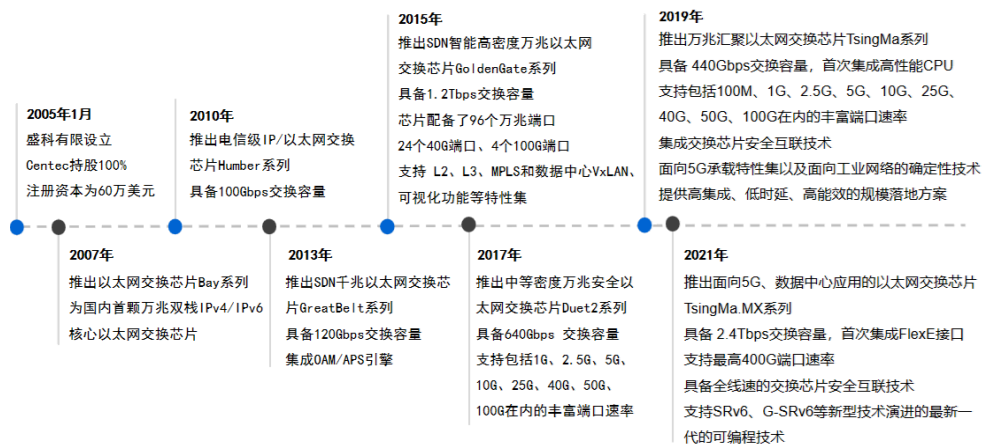 2005年1月
盛科有限设立
Centec持股100%
注册资本为60万美元
2007年
推出以太网交换芯片Bay系列
为国内首颗万兆双栈IPv4/IPv6
核心以太网交换芯片
2010年
推出电信级IP/以太网交换
芯片Humber系列
具备100Gbps交换容量
2013年
推出SDN千兆以太网交换芯
片GreatBelt系列
具备120Gbps交换容量
集成OAM/APS引擎
2015年
推出SDN智能高密度万兆以太网
交换芯片GoldenGate系列
具备1.2Tbps交换容量
芯片配备了96个万兆端口
24个40G端口、4个100G端口
支持 L2、L3、MPLS和数据中心VxLAN、
可视化功能等特性集
2017年
推出中等密度万兆安全以
太网交换芯片Duet2系列
具备640Gbps 交换容量
支持包括1G、2.5G、5G、
10G、25G、40G、50G、
100G在内的丰富端口速率
2019年
推出万兆汇聚以太网交换芯片TsingMa系列
具备 440Gbps交换容量，首次集成高性能CPU
支持包括100M、1G、2.5G、5G、10G、25G、
40G、50G、100G在内的丰富端口速率
集成交换芯片安全互联技术
面向5G承载特性集以及面向工业网络的确定性技术
提供高集成、低时延、高能效的规模落地方案
2021年
推出面向5G、数据中心应用的以太网交换芯片
TsingMa.MX系列
具备 2.4Tbps交换容量，首次集成FlexE接口
支持最高400G端口速率
具备全线速的交换芯片安全互联技术
支持SRv6、G-SRv6等新型技术演进的最新一
代的可编程技术